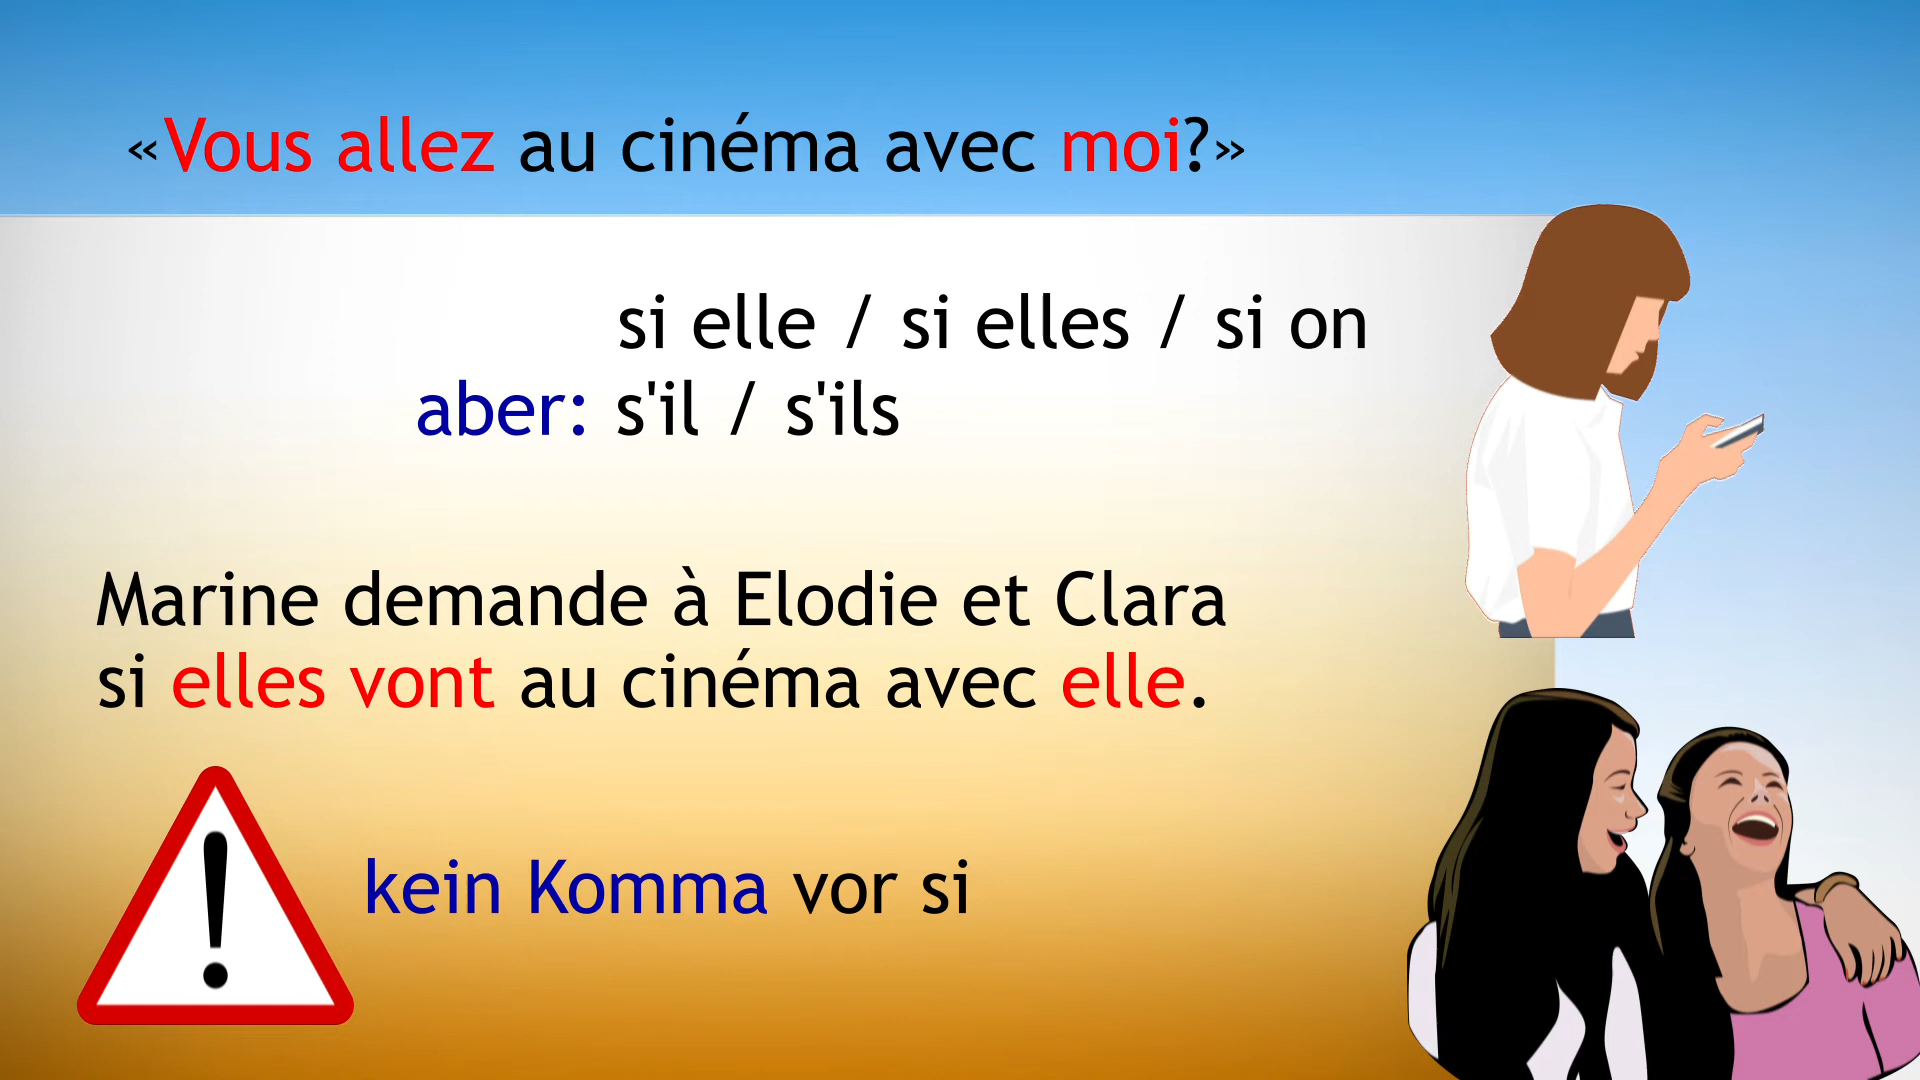 «Vous allez au cinéma avec moi?»
si elle / si elles / si on
aber: s'il / s'ils
Marine demande à Elodie et Clara
si elles vont au cinéma avec elle.
kein Komma vor si